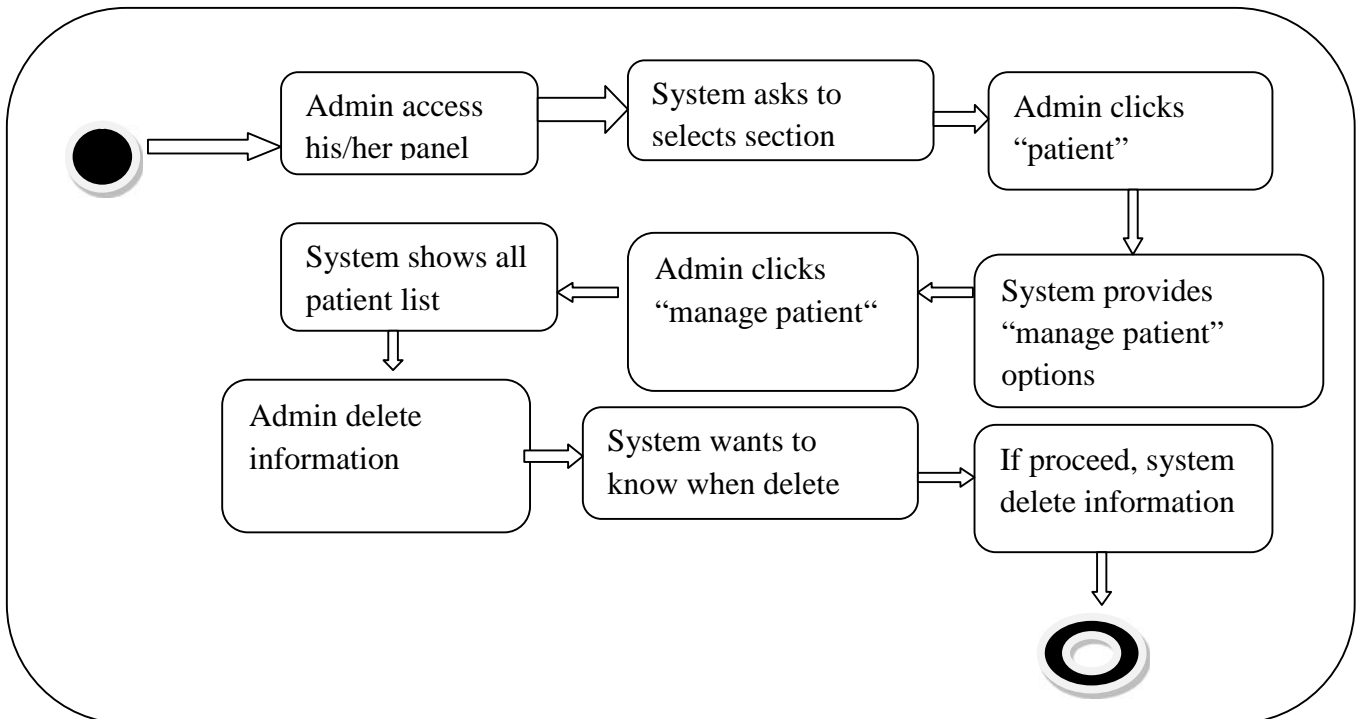 Admin access
his/her panel
System asks to
selects section
Admin clicks
“patient”
System provides
“manage patient”
options
Admin clicks
“manage patient“
System shows all
patient list
Admin delete
information
System wants to
know when delete
If proceed, system
delete information